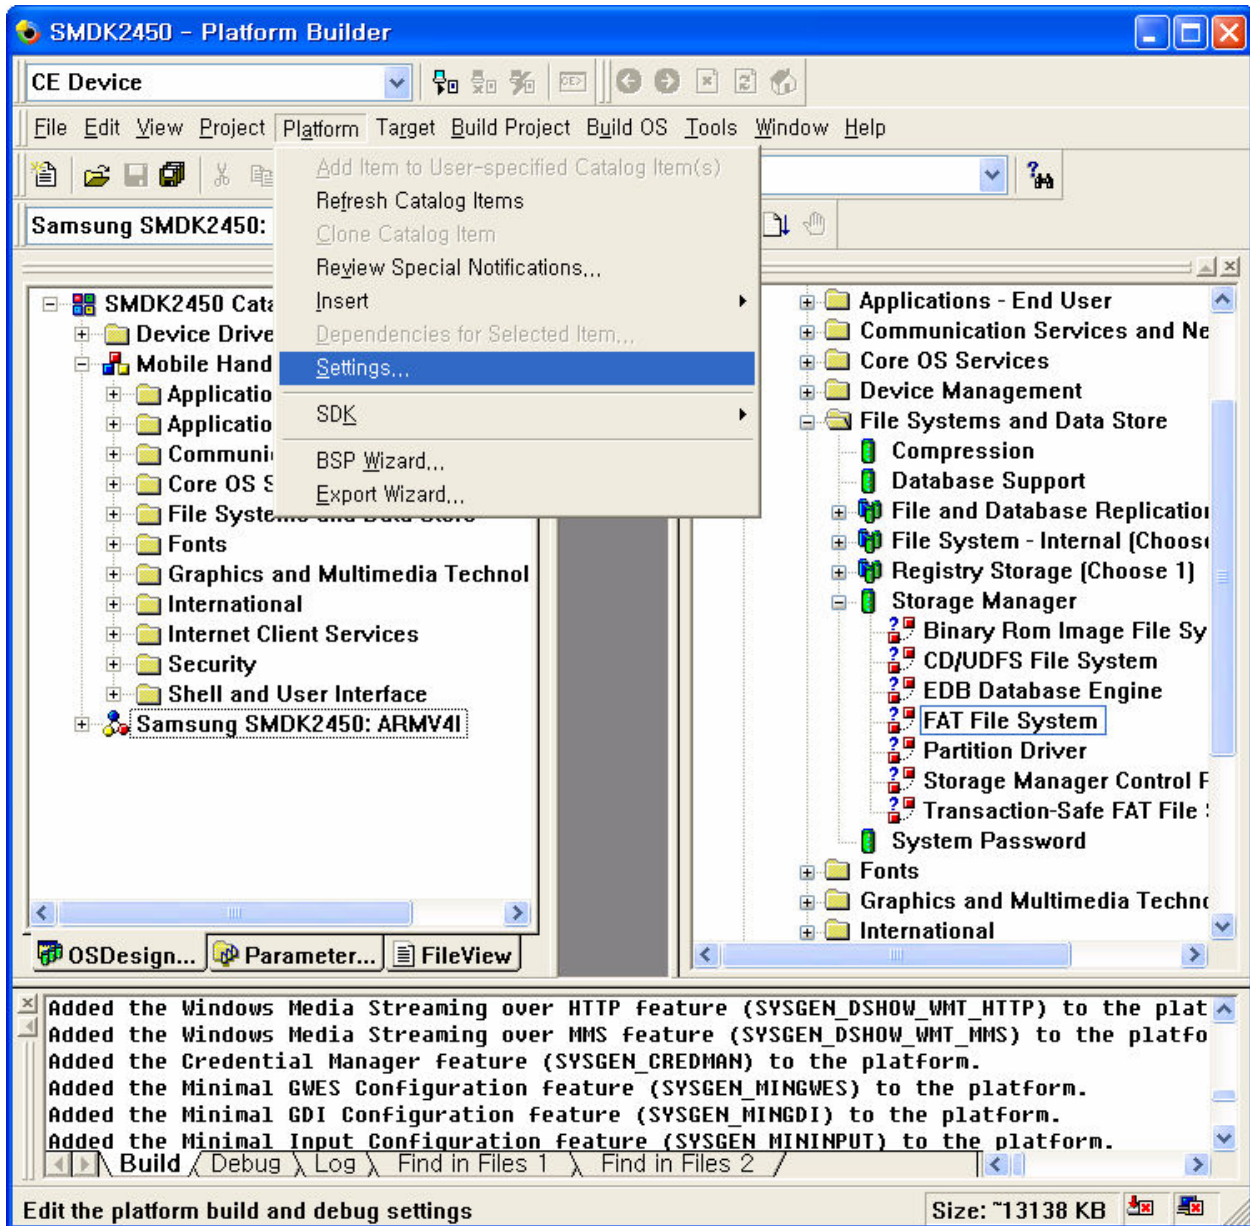 SMDK2450 - Platform Builder
CE Device
File Edit View Project Platform Target Build Project Build OS Tools Window Help
Add Item to User-specified Catalog Item(s)
Refresh Catalog Items
Clone Catalog Item
Review Special Notifications...
Insert
Dependencies for Selected Item...
Settings...
SDK
BSP Wizard...
Export Wizard...
Samsung SMDK2450:
SMDK2450 Cata
Device Drive
Mobile Hand
Applicatio
Applicatio
Communi
Core OS S
File Systems and Data Store
Fonts
Graphics and Multimedia Technol
International
Internet Client Services
Security
Shell and User Interface
Samsung SMDK2450: ARMV4I
OSDesign... Parameter... FileView
Applications - End User
Communication Services and Ne
Core OS Services
Device Management
File Systems and Data Store
Compression
Database Support
File and Database Replication
File System - Internal (Choose
Registry Storage (Choose 1)
Storage Manager
Binary Rom Image File Sy
CD/UDFS File System
EDB Database Engine
FAT File System
Partition Driver
Storage Manager Control P
Transaction-Safe FAT File
System Password
Fonts
Graphics and Multimedia Techno
International
Added the Windows Media Streaming over HTTP feature (SYSGEN_DSHOW_WMT_HTTP) to the plat
Added the Windows Media Streaming over MMS feature (SYSGEN_DSHOW_WMT_MMS) to the platfo
Added the Credential Manager feature (SYSGEN_CREDMAN) to the platform.
Added the Minimal GWES Configuration feature (SYSGEN_MINGWES) to the platform.
Added the Minimal GDI Configuration feature (SYSGEN_MINGDI) to the platform.
Added the Minimal Input Configuration feature (SYSGEN_MININPUT) to the platform.
Build Debug Log Find in Files 1 Find in Files 2
Edit the platform build and debug settings
Size: ~13138 KB